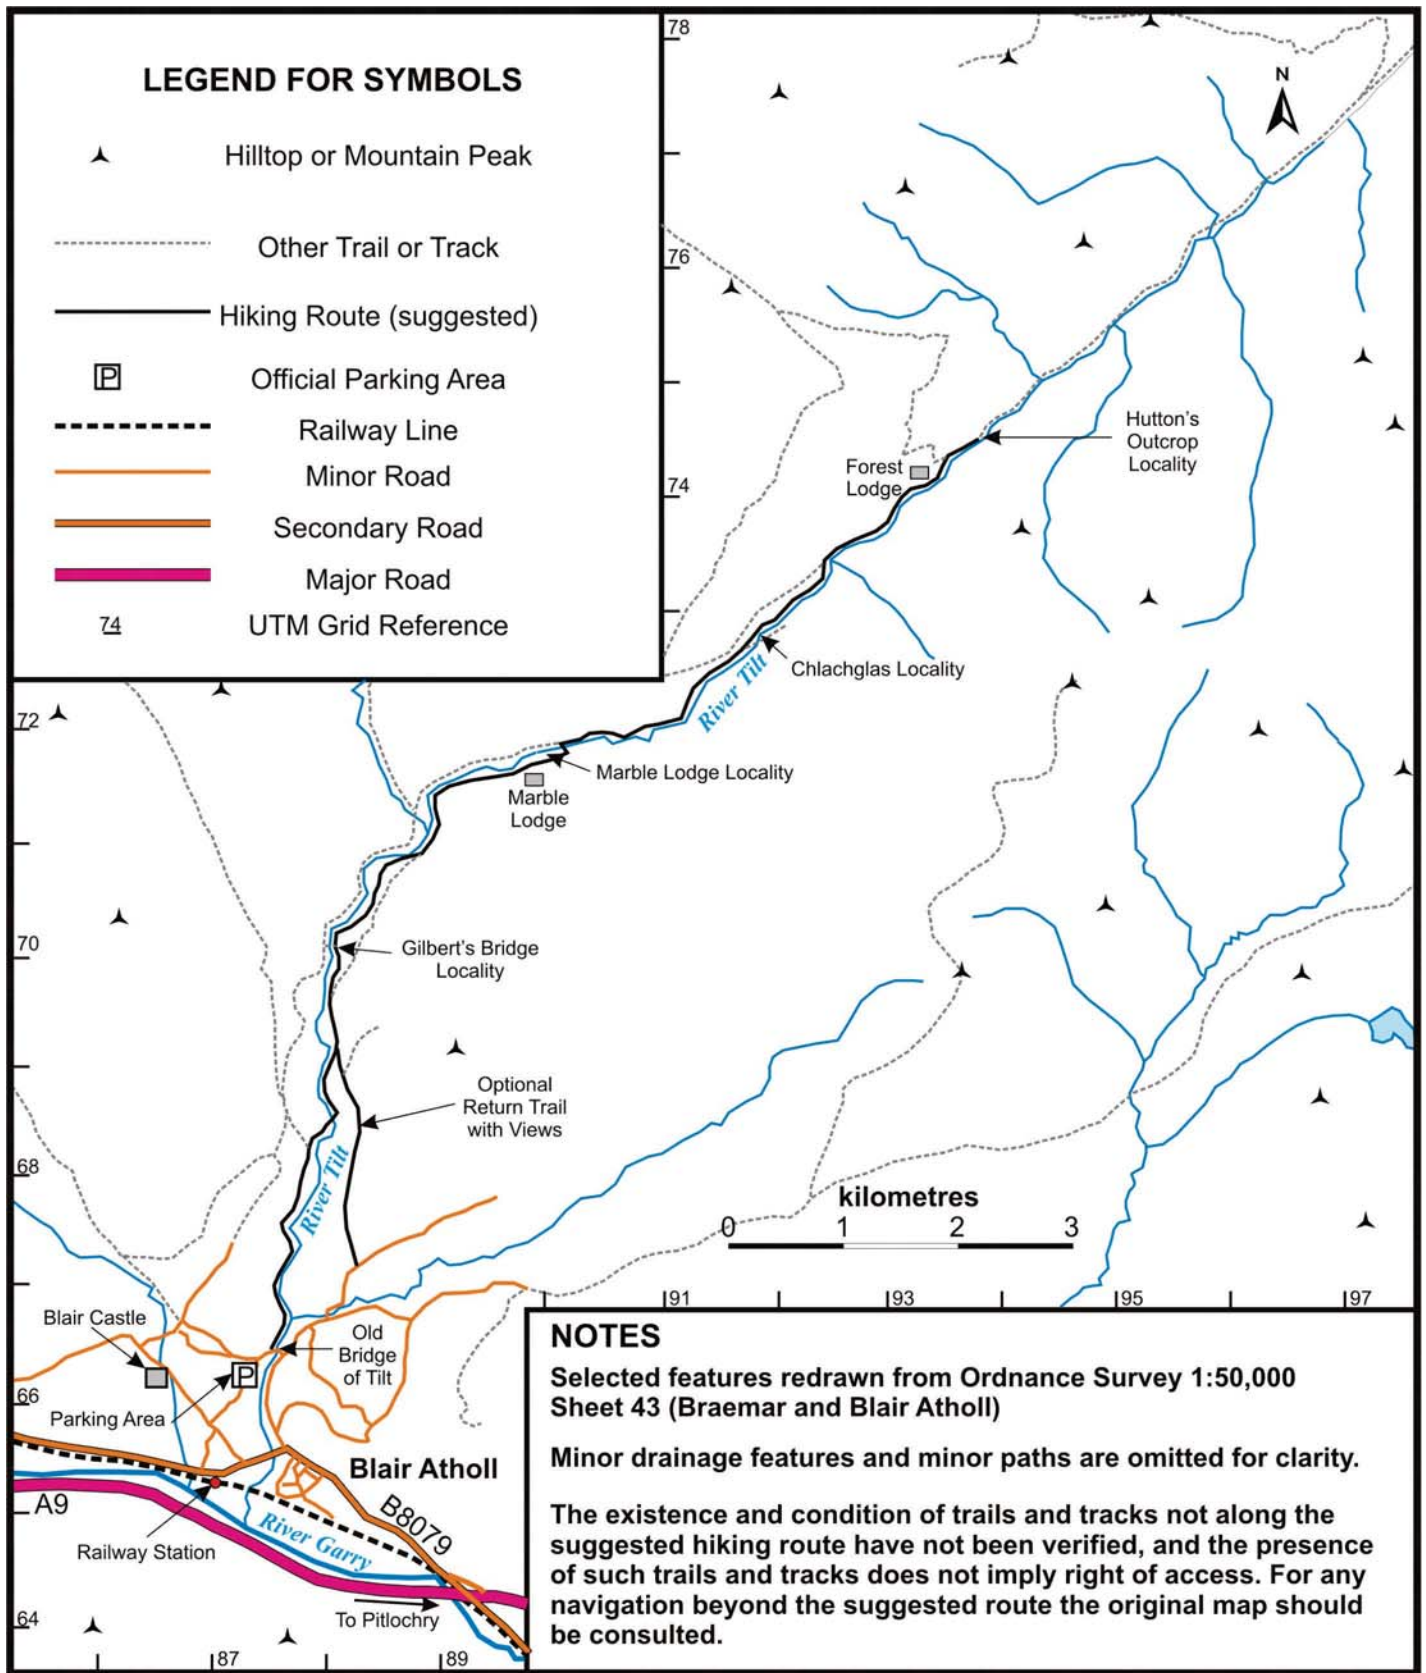 LEGEND FOR SYMBOLS
Hilltop or Mountain Peak
Other Trail or Track
Hiking Route (suggested)
P
Official Parking Area
Railway Line
Minor Road
Secondary Road
Major Road
74
UTM Grid Reference
78
N
76
Hutton's
Outcrop
Locality
Forest
Lodge
74
Chlachglas Locality
River Tilt
72
Marble Lodge Locality
Marble
Lodge
70
Gilbert's Bridge
Locality
Optional
Return Trail
with Views
68
River Tilt
kilometres
0 1 2 3
91 93 95 97
Blair Castle
Old
Bridge
of Tilt
P
66
Parking Area
Blair Atholl
A9
B8079
River Garry
Railway Station
To Pitlochry
64
87 89
NOTES
Selected features redrawn from Ordnance Survey 1:50,000
Sheet 43 (Braemar and Blair Atholl)
Minor drainage features and minor paths are omitted for clarity.
The existence and condition of trails and tracks not along the
suggested hiking route have not been verified, and the presence
of such trails and tracks does not imply right of access. For any
navigation beyond the suggested route the original map should
be consulted.